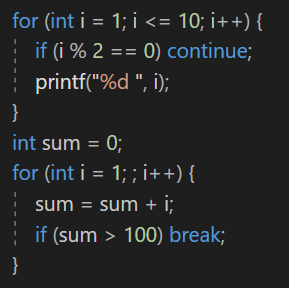 for (int i = 1; i <= 10; i++) {
if (i % 2 == 0) continue;
printf("%d ", i);
}
int sum = 0;
for (int i = 1; ; i++) {
sum = sum + i;
if (sum > 100) break;
}